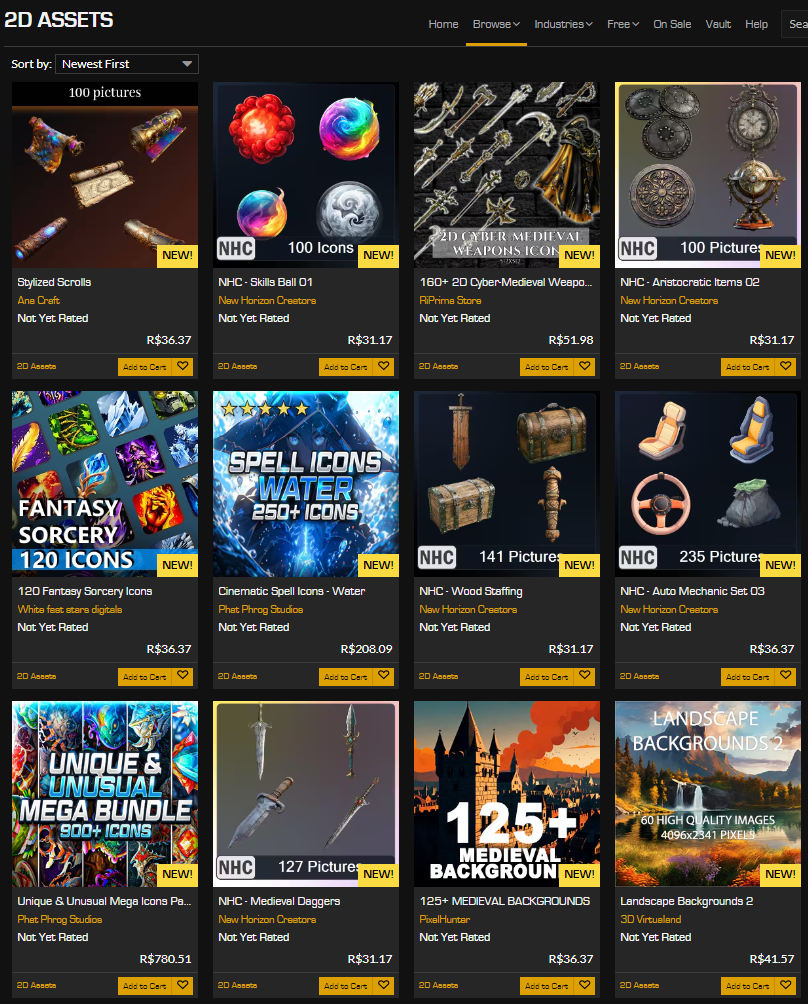 2D ASSETS
Home Browse Industries Free On Sale Vault Help Sea
Sort by: Newest First
100 pictures
NEW!
Stylized Scrolls
Ana Craft
Not Yet Rated
R$36.37
2D Assets Add to Cart
NHC 100 Icons
NEW!
NHC - Skills Ball 01
New Horizon Creators
Not Yet Rated
R$31.17
2D Assets Add to Cart
2D CYBER-MEDIEVAL
WEAPONS ICON
512X512
NEW!
160+ 2D Cyber-Medieval Weapo...
RiPrime Store
Not Yet Rated
R$51.98
2D Assets Add to Cart
NHC 100 Pictures
NEW!
NHC - Aristocratic Items 02
New Horizon Creators
Not Yet Rated
R$31.17
2D Assets Add to Cart
FANTASY
SORCERY
120 ICONS
NEW!
120 Fantasy Sorcery Icons
White fast stars digitals
Not Yet Rated
R$36.37
2D Assets Add to Cart
SPELL ICONS
WATER
250+ ICONS
NEW!
Cinematic Spell Icons - Water
Phat Phrog Studios
Not Yet Rated
R$208.09
2D Assets Add to Cart
NHC 141 Pictures
NEW!
NHC - Wood Staffing
New Horizon Creators
Not Yet Rated
R$31.17
2D Assets Add to Cart
NHC 235 Pictures
NEW!
NHC - Auto Mechanic Set 03
New Horizon Creators
Not Yet Rated
R$36.37
2D Assets Add to Cart
UNIQUE &
UNUSUAL
MEGA BUNDLE
900+ ICONS
NEW!
Unique & Unusual Mega Icons Pa...
Phat Phrog Studios
Not Yet Rated
R$780.51
2D Assets Add to Cart
NHC 127 Pictures
NEW!
NHC - Medieval Daggers
New Horizon Creators
Not Yet Rated
R$31.17
2D Assets Add to Cart
125+
MEDIEVAL
BACKGROUN
NEW!
125+ MEDIEVAL BACKGROUNDS
PixelHunter
Not Yet Rated
R$36.37
2D Assets Add to Cart
LANDSCAPE
BACKGROUNDS 2
60 HIGH QUALITY IMAGES
4096x2341 PIXELS
NEW!
Landscape Backgrounds 2
3D Virtualand
Not Yet Rated
R$41.57
2D Assets Add to Cart